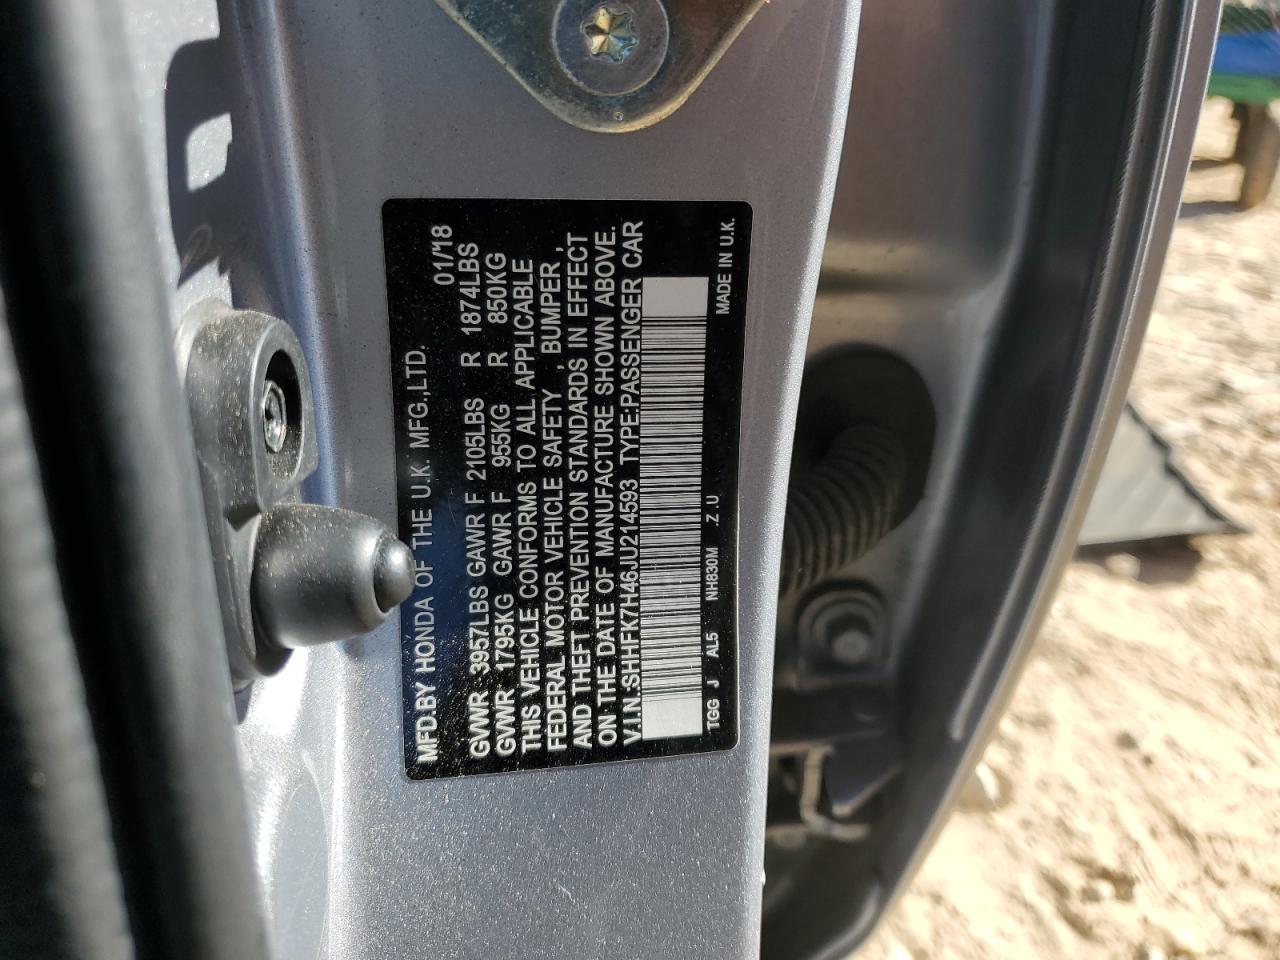 MFD.BY HONDA OF THE U.K. MFG.,LTD. 01/18
GVWR 3957LBS GAWR F 2105LBS R 1874LBS
GVWR 1795KG GAWR F 955KG R 850KG
THIS VEHICLE CONFORMS TO ALL APPLICABLE
FEDERAL MOTOR VEHICLE SAFETY , BUMPER ,
AND THEFT PREVENTION STANDARDS IN EFFECT
ON THE DATE OF MANUFACTURE SHOWN ABOVE.
V.I.N.:SHHFK7H46JU214593 TYPE:PASSENGER CAR
TGG J AL5 NH830M .Z .U MADE IN U.K.